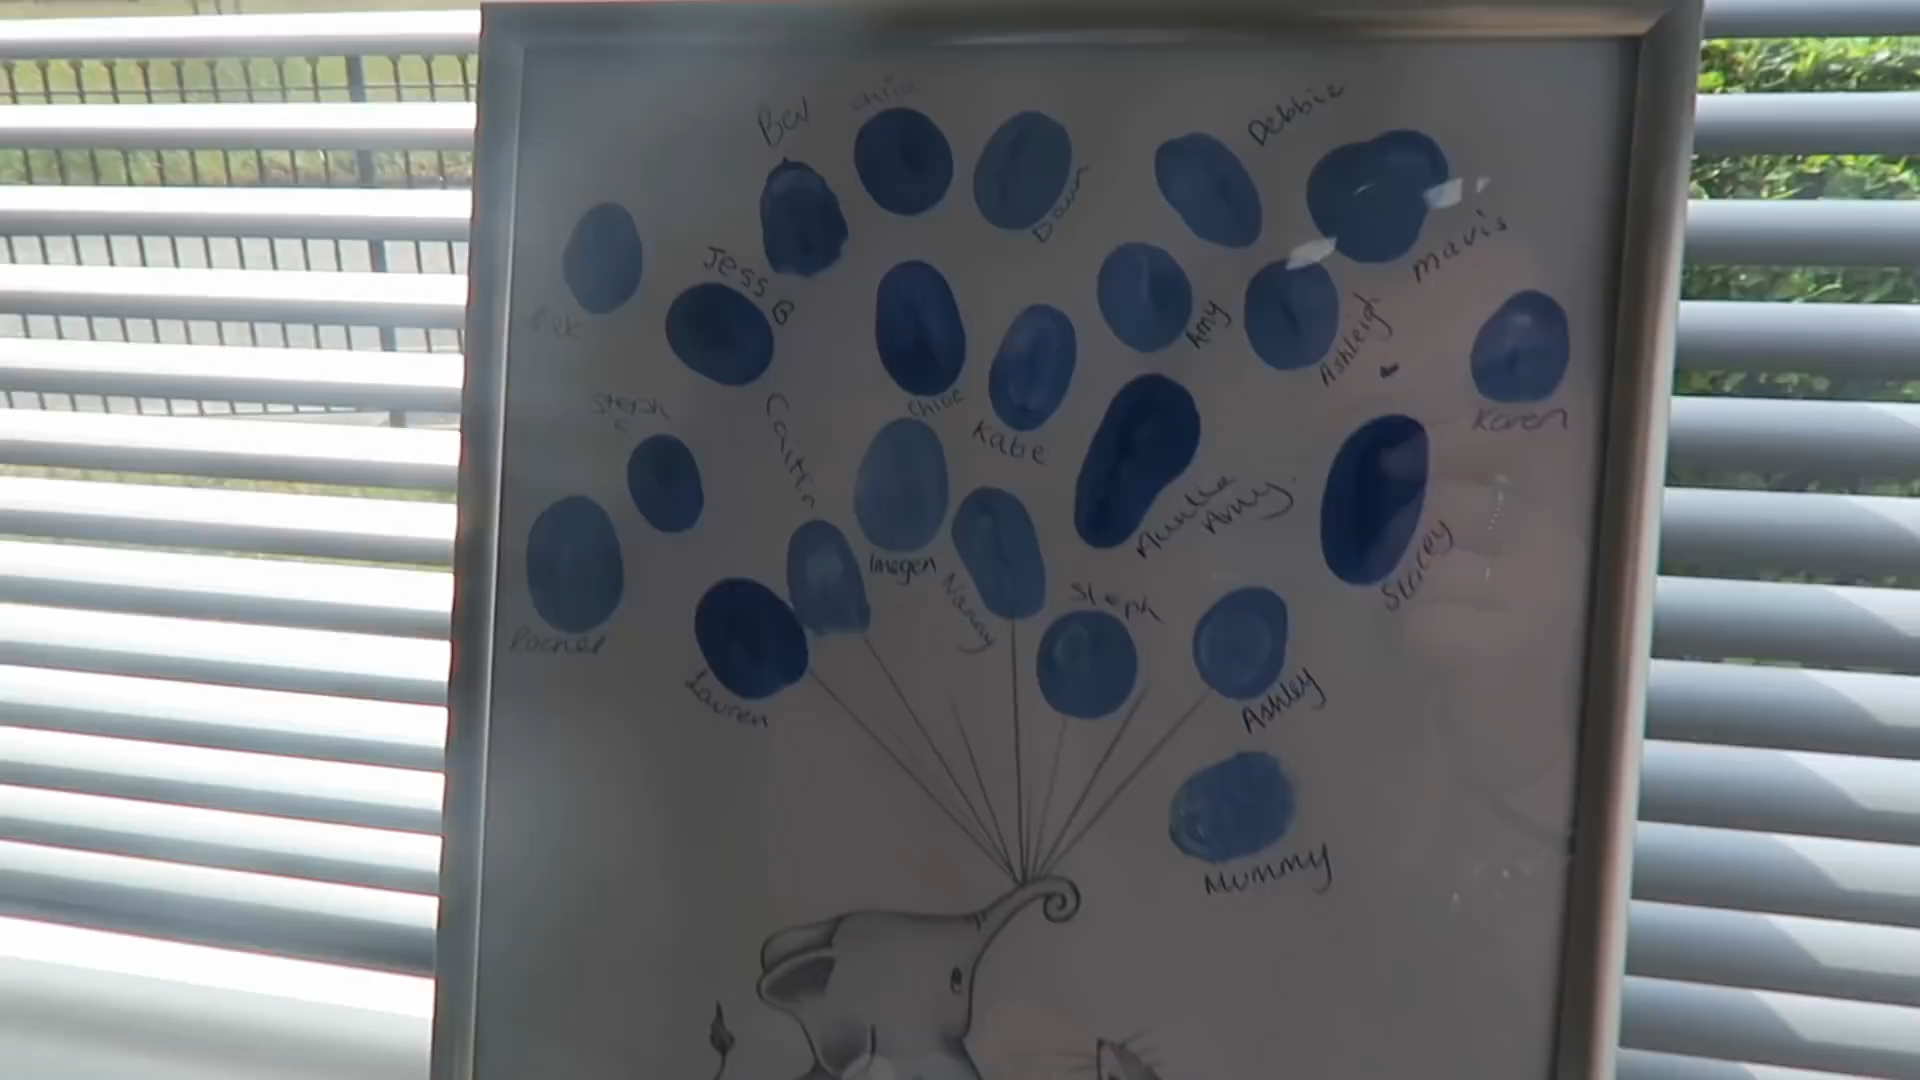 Bev
Debbie
Dawn
Mavis
Jess B
Amy
Ashleigh
Chloe
Katie
Karen
Steph
C
Caitlin
Auntie
Amy.
Imogen
Stacey
Nanny
Steph
Rachel
Lauren
Ashley
Mummy